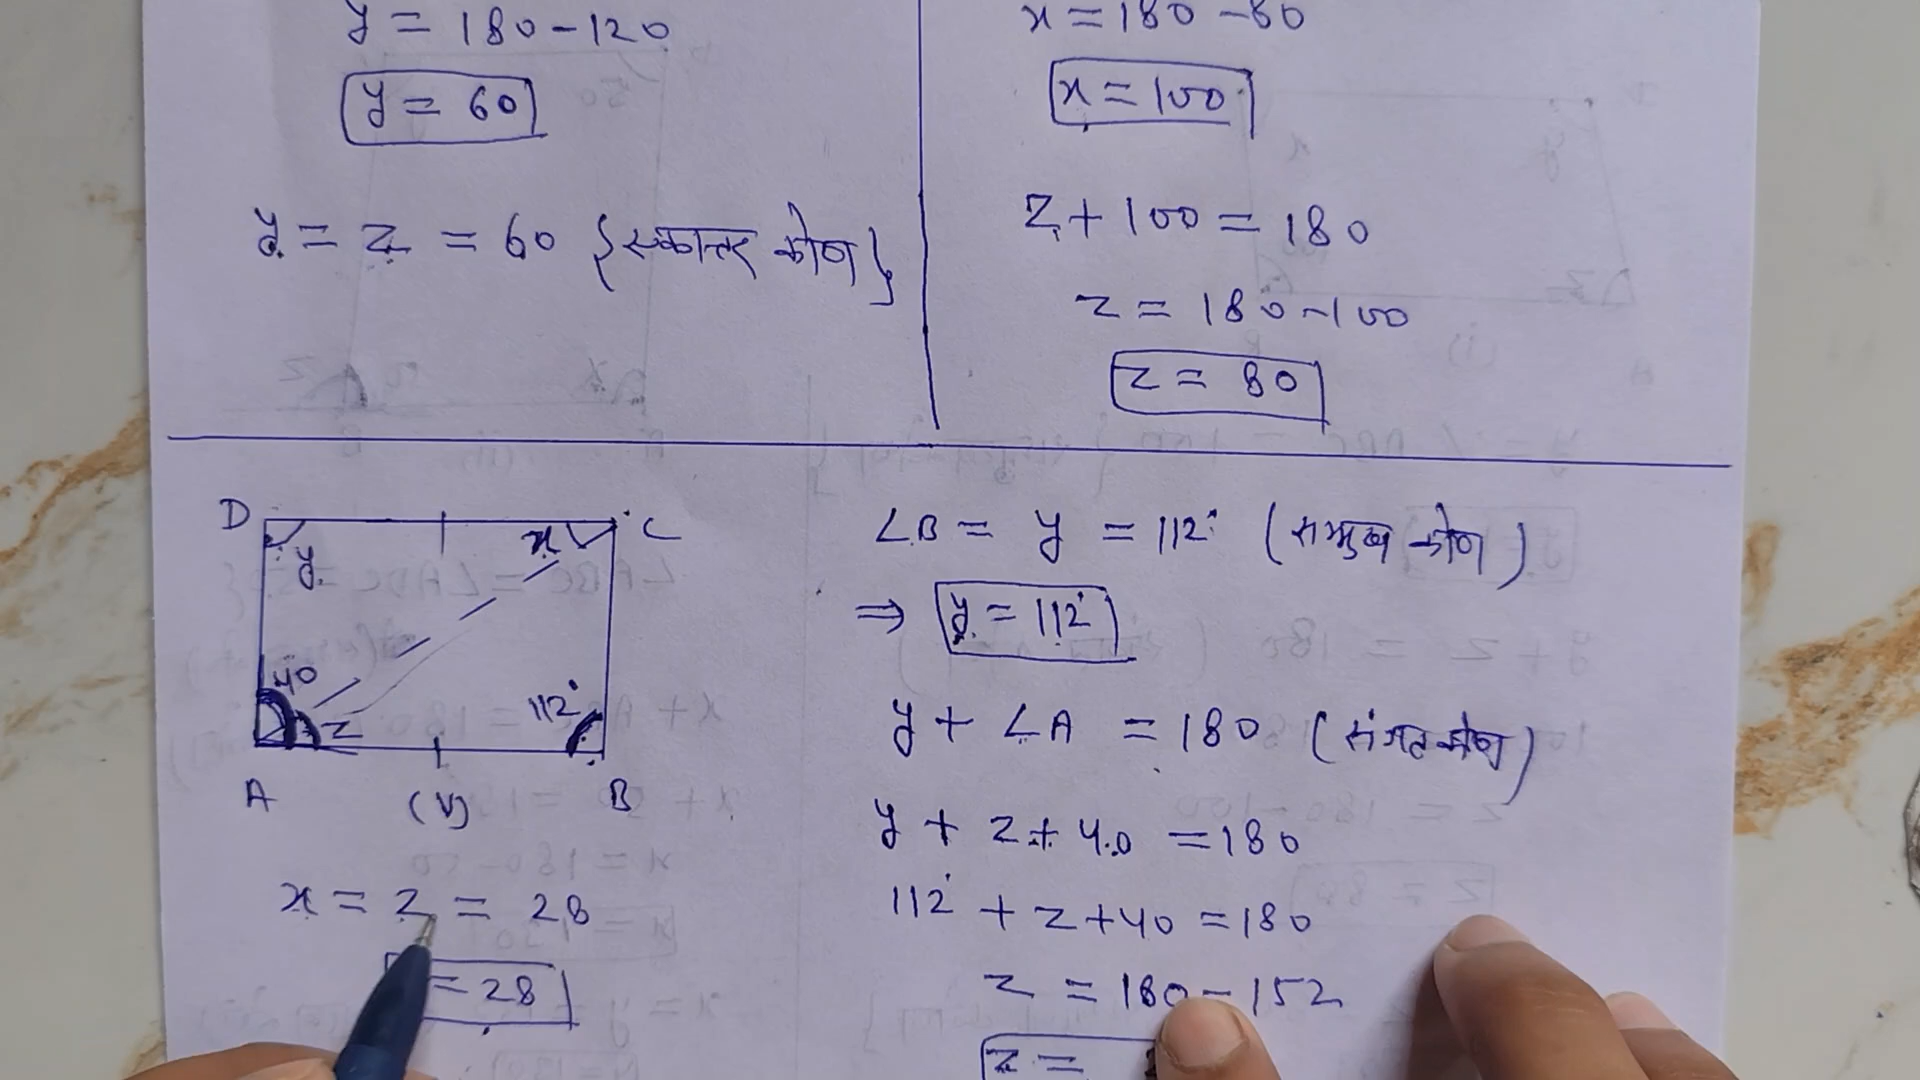 y = 180-120
y = 60
y = z = 60 {एकान्तर कोण}
x = 180 -80
x = 100
z + 100 = 180
z = 180-100
z = 80
D C
y x
40
z 112°
A (V) B
x = z = 28
= 28
∠B = y = 112° (सम्मुख कोण)
⇒ y = 112°
y + ∠A = 180 (संगत कोण)
y + z + 40 = 180
112° + z + 40 = 180
z = 180 - 152
z =